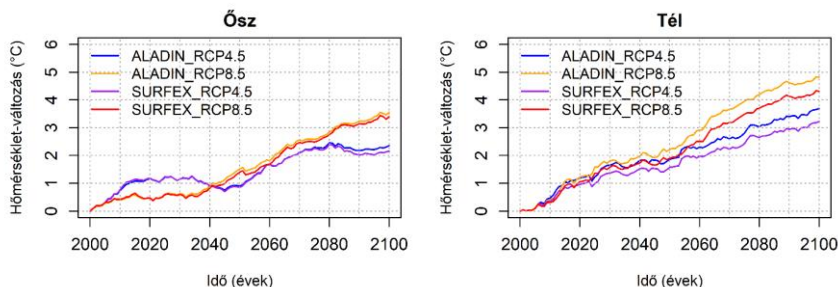 Ősz
Hőmérséklet-változás (°C)
6
5
4
3
2
1
0
ALADIN_RCP4.5
ALADIN_RCP8.5
SURFEX_RCP4.5
SURFEX_RCP8.5
2000 2020 2040 2060 2080 2100
Idő (évek)
Tél
Hőmérséklet-változás (°C)
6
5
4
3
2
1
0
ALADIN_RCP4.5
ALADIN_RCP8.5
SURFEX_RCP4.5
SURFEX_RCP8.5
2000 2020 2040 2060 2080 2100
Idő (évek)